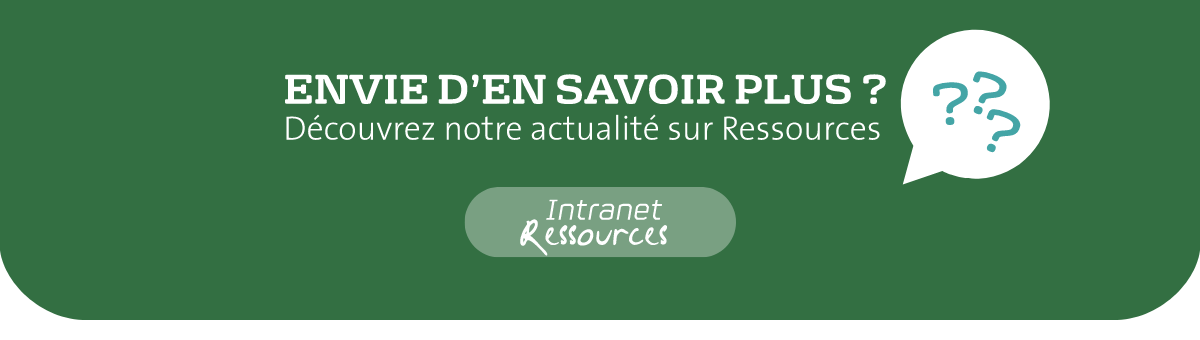 ENVIE D'EN SAVOIR PLUS ?
Découvrez notre actualité sur Ressources
???
Intranet
Ressources